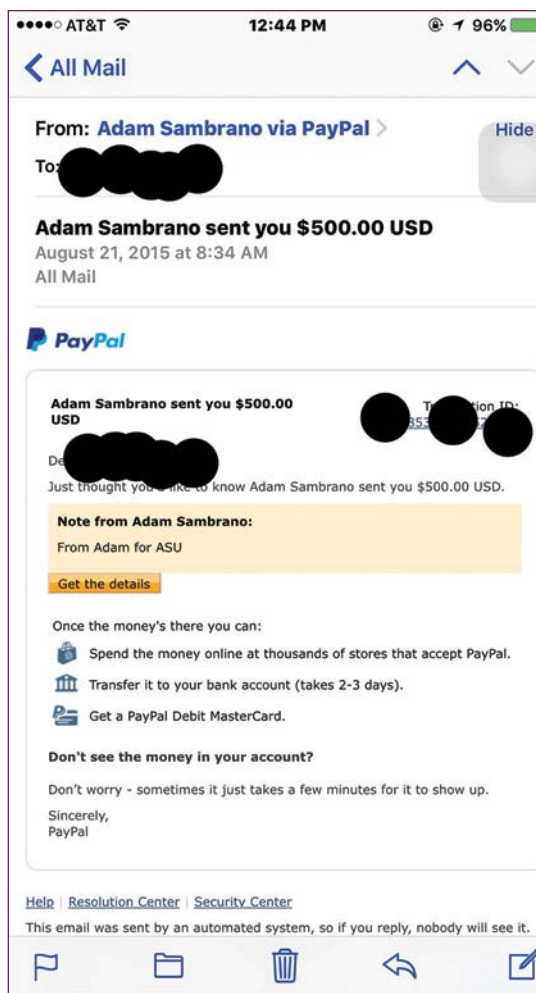 AT&T 12:44 PM 96%
All Mail
From: Adam Sambrano via PayPal Hide
To:
Adam Sambrano sent you $500.00 USD
August 21, 2015 at 8:34 AM
All Mail
PayPal
Adam Sambrano sent you $500.00
USD
ID:
Just thought you'd like to know Adam Sambrano sent you $500.00 USD.
Note from Adam Sambrano:
From Adam for ASU
Get the details
Once the money's there you can:
Spend the money online at thousands of stores that accept PayPal.
Transfer it to your bank account (takes 2-3 days).
Get a PayPal Debit MasterCard.
Don't see the money in your account?
Don't worry - sometimes it just takes a few minutes for it to show up.
Sincerely,
PayPal
Help | Resolution Center | Security Center
This email was sent by an automated system, so if you reply, nobody will see it.